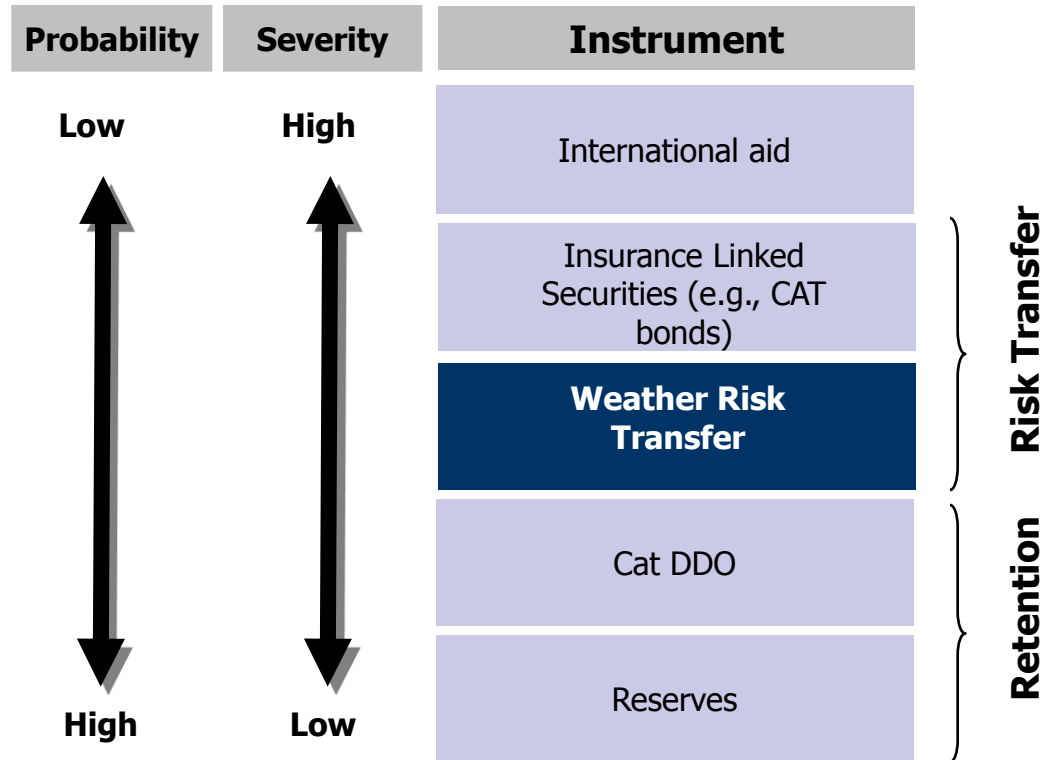 Probability
Severity
Instrument
Low
High
International aid
Insurance Linked
Securities (e.g., CAT
bonds)
Weather Risk
Transfer
Cat DDO
Reserves
High
Low
Risk Transfer
Retention